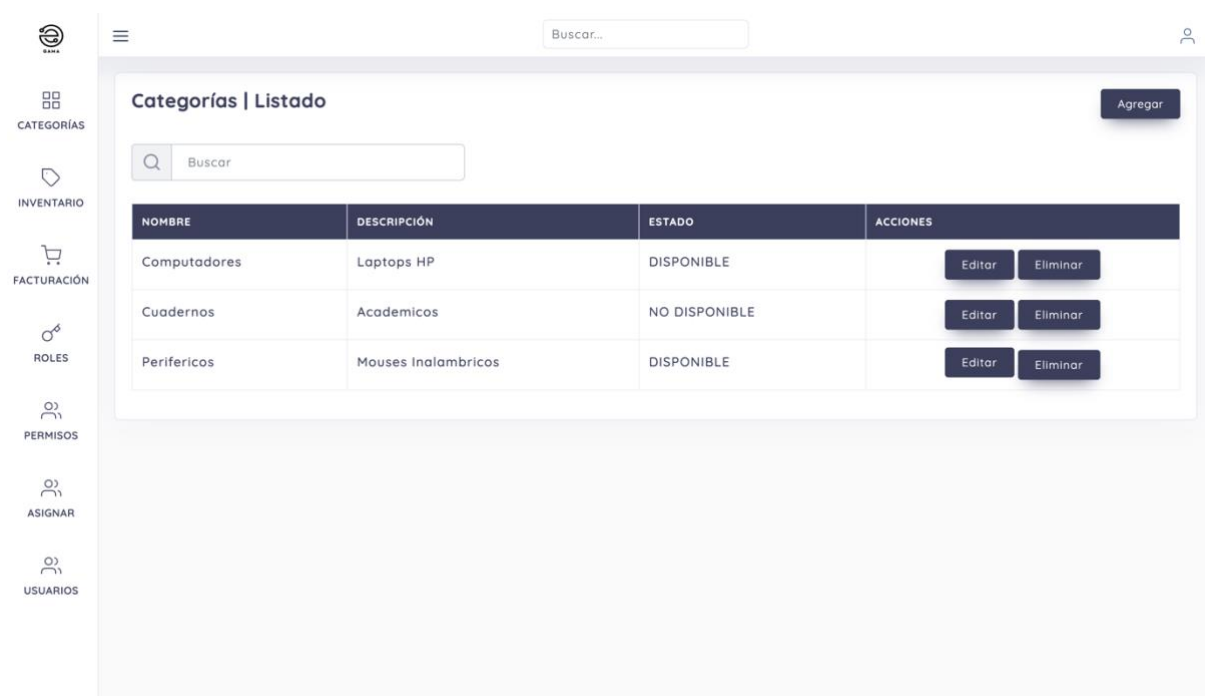 GAMA
Buscar...
CATEGORÍAS
INVENTARIO
FACTURACIÓN
ROLES
PERMISOS
ASIGNAR
USUARIOS
Categorías | Listado
Agregar
Buscar
NOMBRE DESCRIPCIÓN ESTADO ACCIONES
Computadores Laptops HP DISPONIBLE Editar Eliminar
Cuadernos Academicos NO DISPONIBLE Editar Eliminar
Perifericos Mouses Inalambricos DISPONIBLE Editar Eliminar